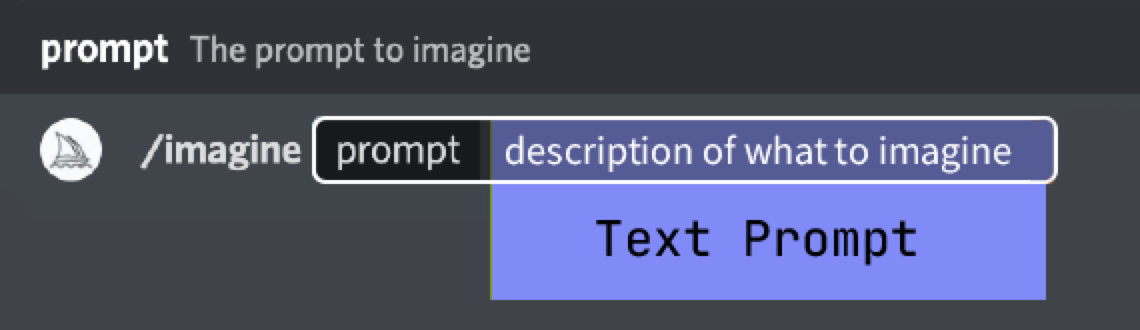 prompt The prompt to imagine
/imagine prompt description of what to imagine
Text Prompt